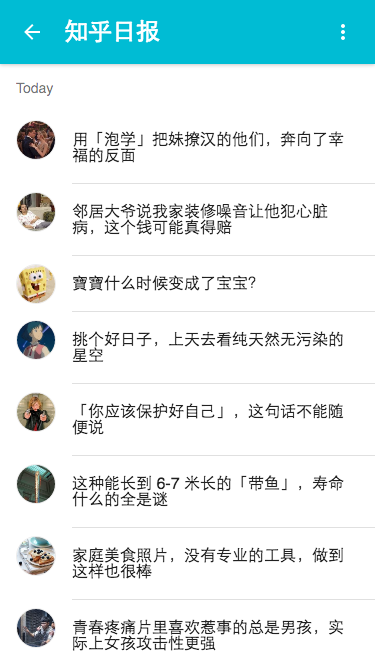 知乎日报
Today
用「泡学」把妹撩汉的他们，奔向了幸
福的反面
邻居大爷说我家装修噪音让他犯心脏
病，这个钱可能真得赔
寶寶什么时候变成了宝宝？
挑个好日子，上天去看纯天然无污染的
星空
「你应该保护好自己」，这句话不能随
便说
这种能长到 6-7 米长的「带鱼」，寿命
什么的全是谜
家庭美食照片，没有专业的工具，做到
这样也很棒
青春疼痛片里喜欢惹事的总是男孩，实
际上女孩攻击性更强